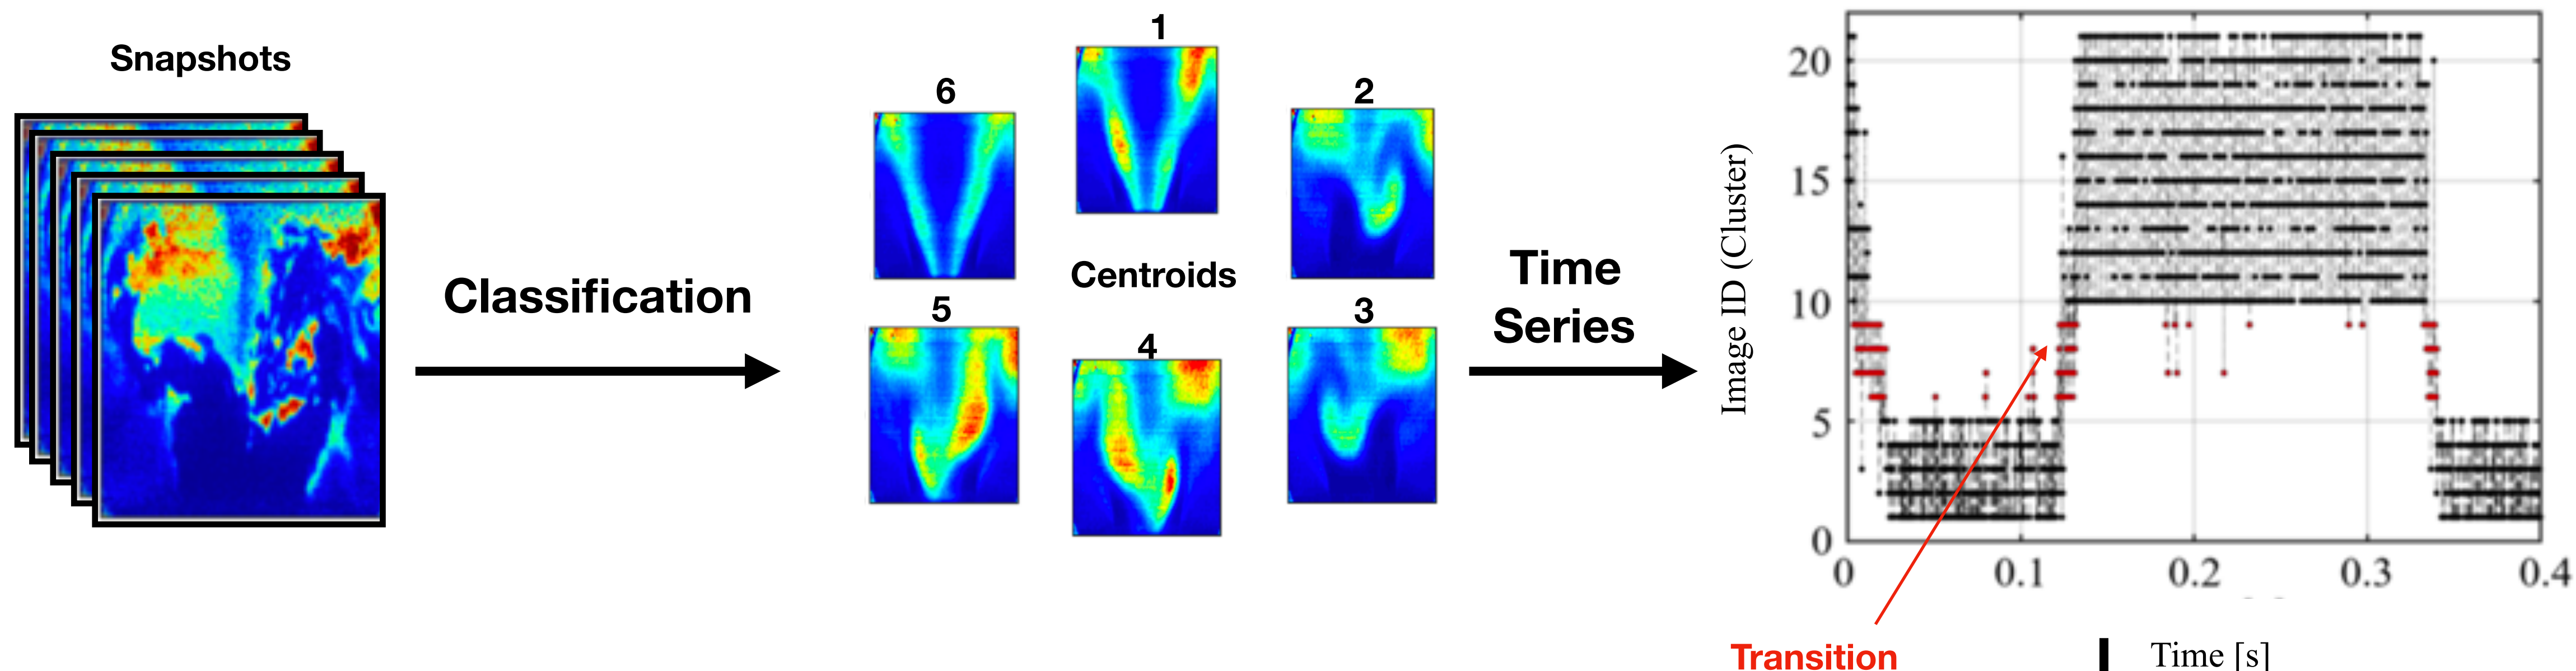 Snapshots
Classification
1
6
2
Centroids
5
4
3
Time
Series
Image ID (Cluster)
20
15
10
5
0
0
0.1
0.2
0.3
0.4
Transition
Time [s]